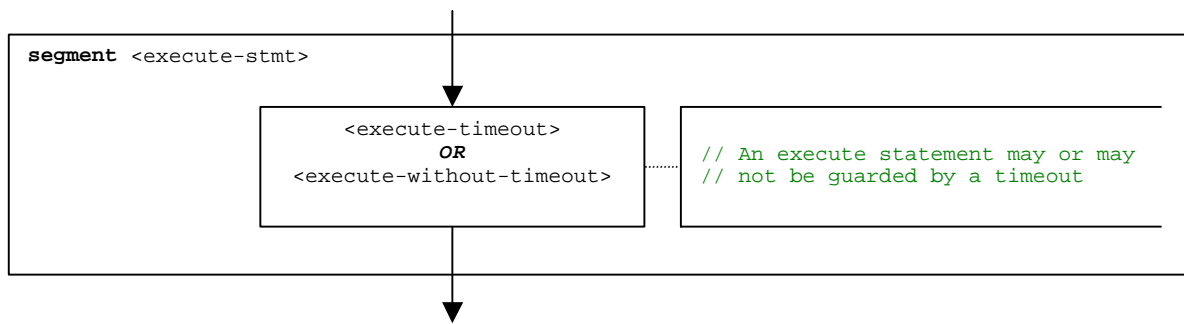 segment <execute-stmt>
<execute-timeout>
OR
<execute-without-timeout>
// An execute statement may or may
// not be guarded by a timeout